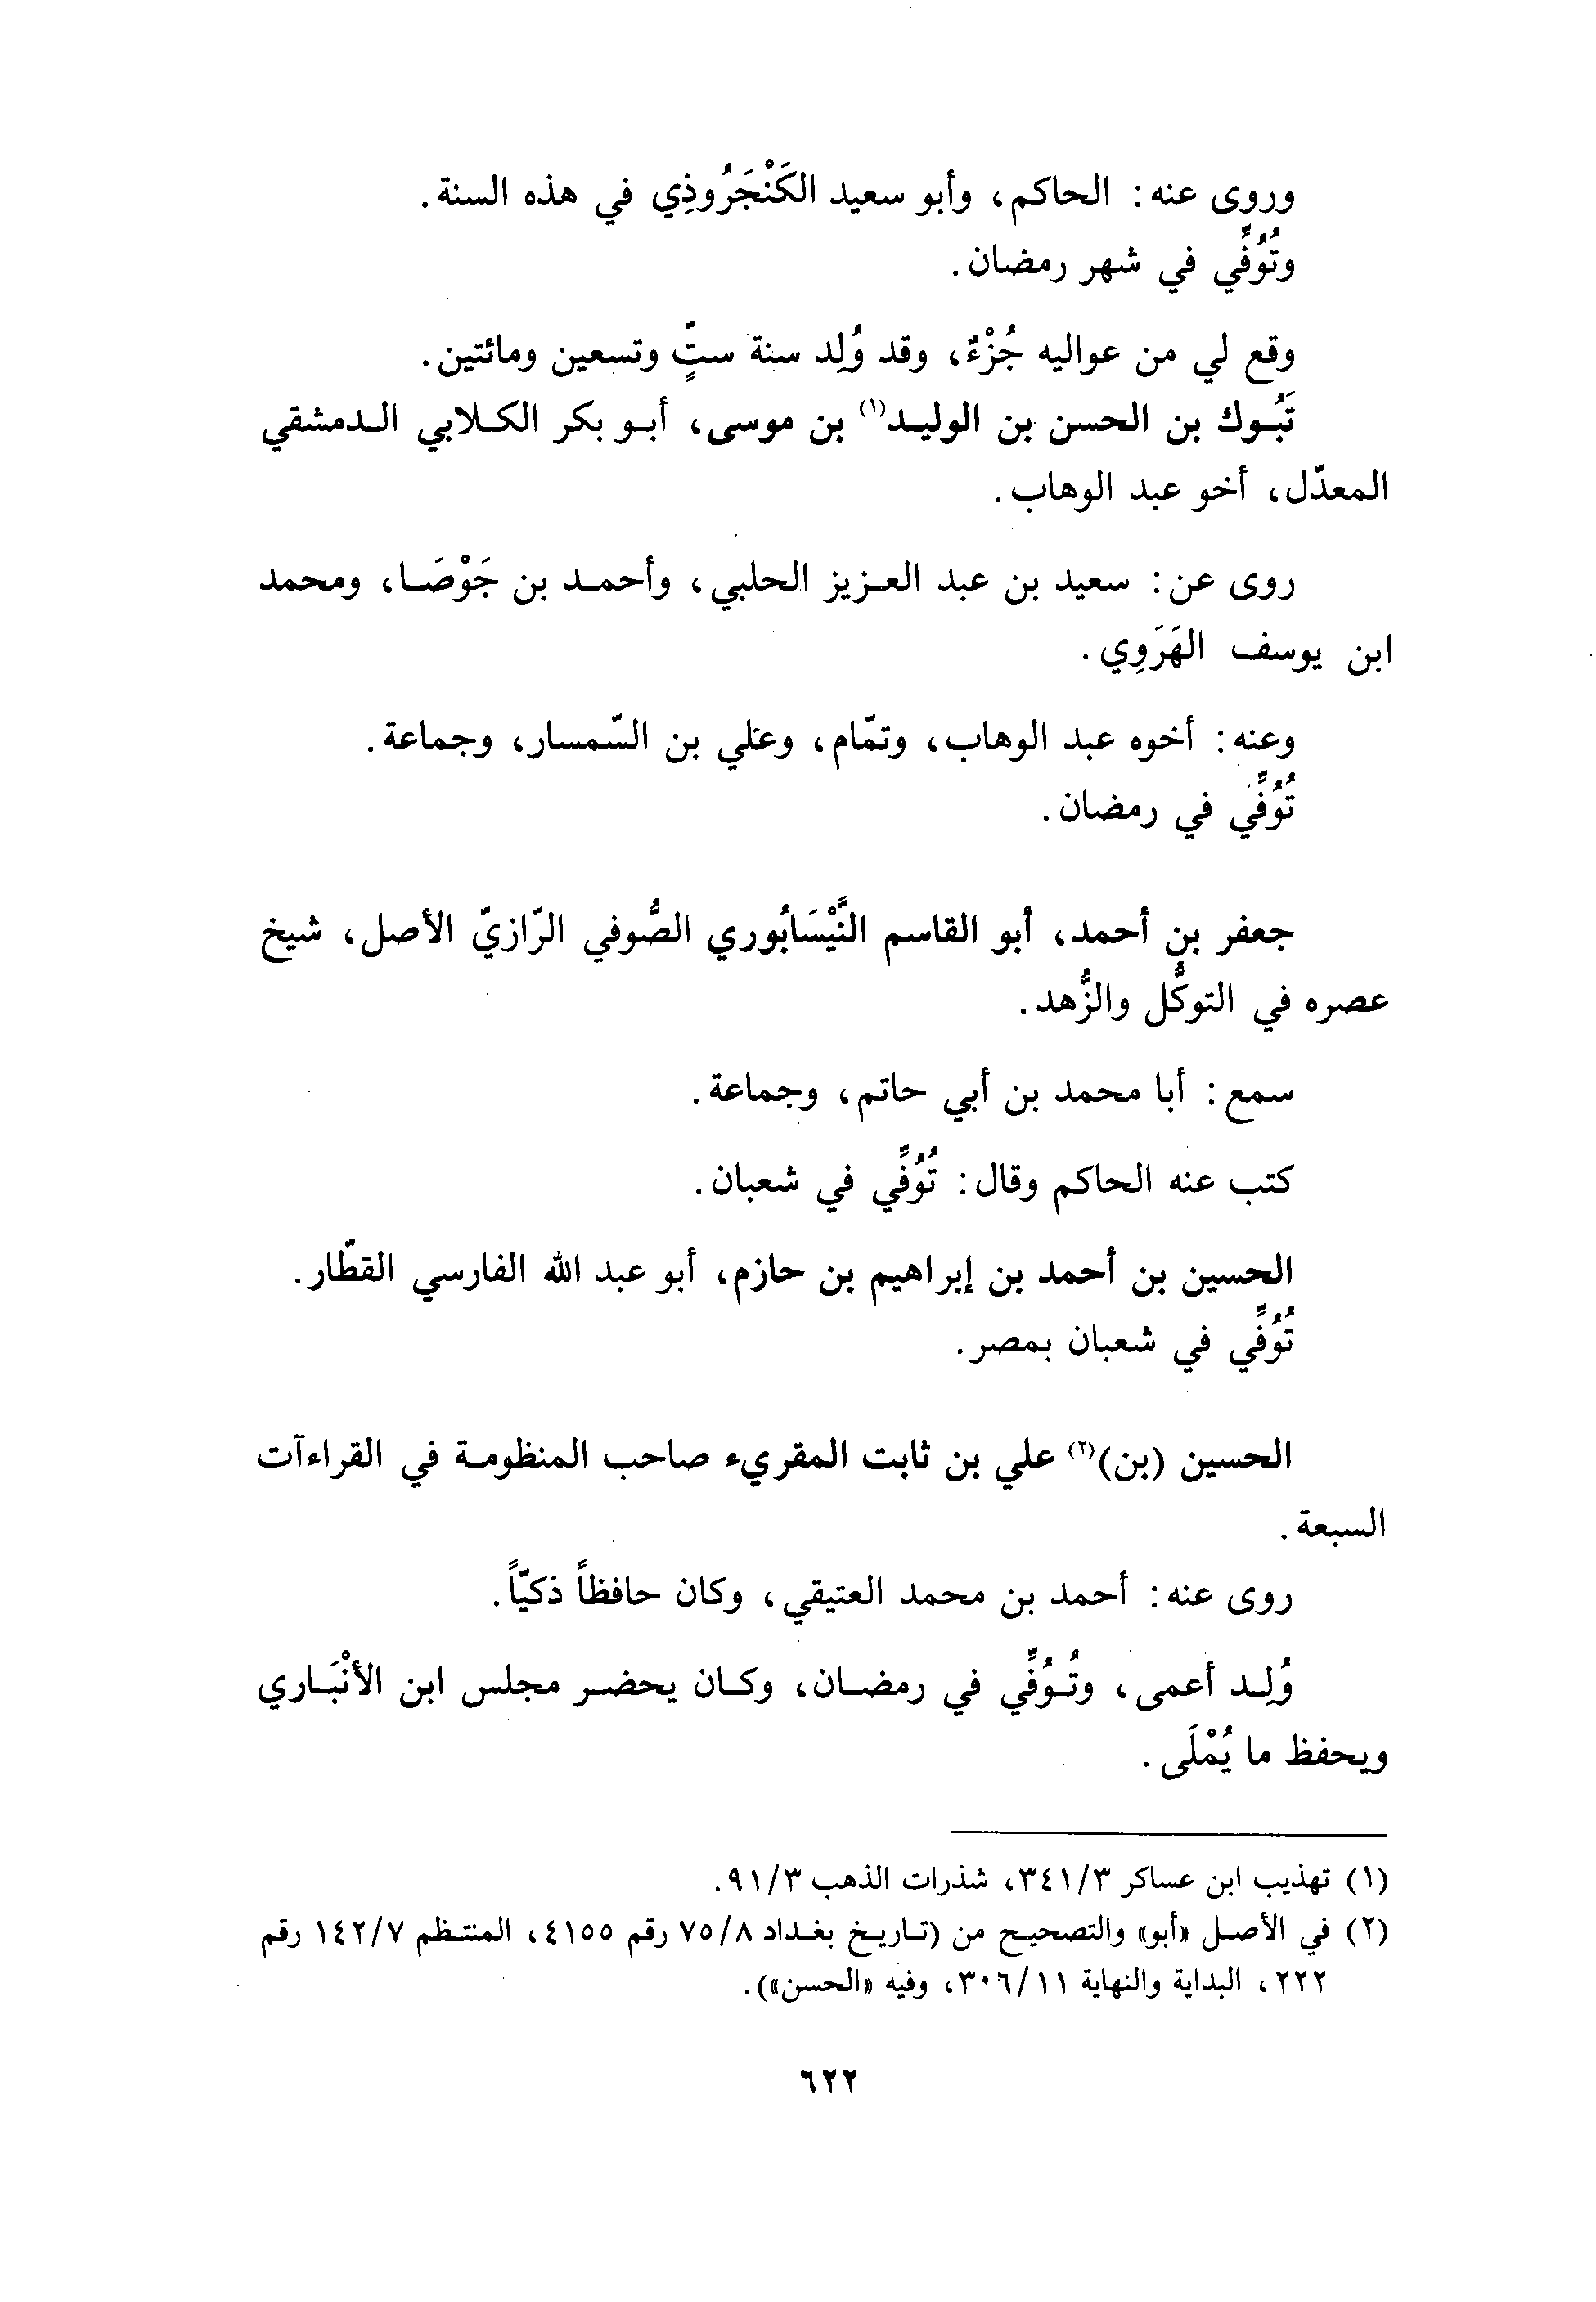 وروى عنه: الحاكم، وأبو سعيد الكَنْجَرُوذِي في هذه السنة.
وتُوُفِّي في شهر رمضان.
وقع لي من عواليه جُزْءٌ، وقد وُلِد سنة ستٍّ وتسعين ومائتين.
تَبُوك بن الحسن بن الوليد(١) بن موسى، أبو بكر الكلابي الدمشقي
المعدّل، أخو عبد الوهاب.
روى عن: سعيد بن عبد العزيز الحلبي، وأحمد بن جَوْصَا، ومحمد
ابن يوسف الهَرَوِي.
وعنه: أخوه عبد الوهاب، وتمّام، وعلي بن السّمسار، وجماعة.
تُوُفِّي في رمضان.
جعفر بن أحمد، أبو القاسم النَّيْسَابُوري الصُّوفي الرّازيّ الأصل، شيخ
عصره في التوكُّل والزُّهد.
سمع: أبا محمد بن أبي حاتم، وجماعة.
كتب عنه الحاكم وقال: تُوُفِّي في شعبان.
الحسين بن أحمد بن إبراهيم بن حازم، أبو عبد الله الفارسي القطّار.
تُوُفِّي في شعبان بمصر.
الحسين (بن)(٢) علي بن ثابت المقريء صاحب المنظومة في القراءآت
السبعة.
روى عنه: أحمد بن محمد العتيقي، وكان حافظاً ذكيّاً.
وُلِد أعمى، وتُوُفِّي في رمضان، وكان يحضر مجلس ابن الأنْبَاري
ويحفظ ما يُمْلَى.
(١) تهذيب ابن عساكر ٣٤١/٣، شذرات الذهب ٩١/٣.
(٢) في الأصل «أبو» والتصحيح من (تاريخ بغداد ٧٥/٨ رقم ٤١٥٥، المنتظم ١٤٢/٧ رقم
٢٢٢، البداية والنهاية ٣٠٦/١١، وفيه «الحسن»).
٦٢٢